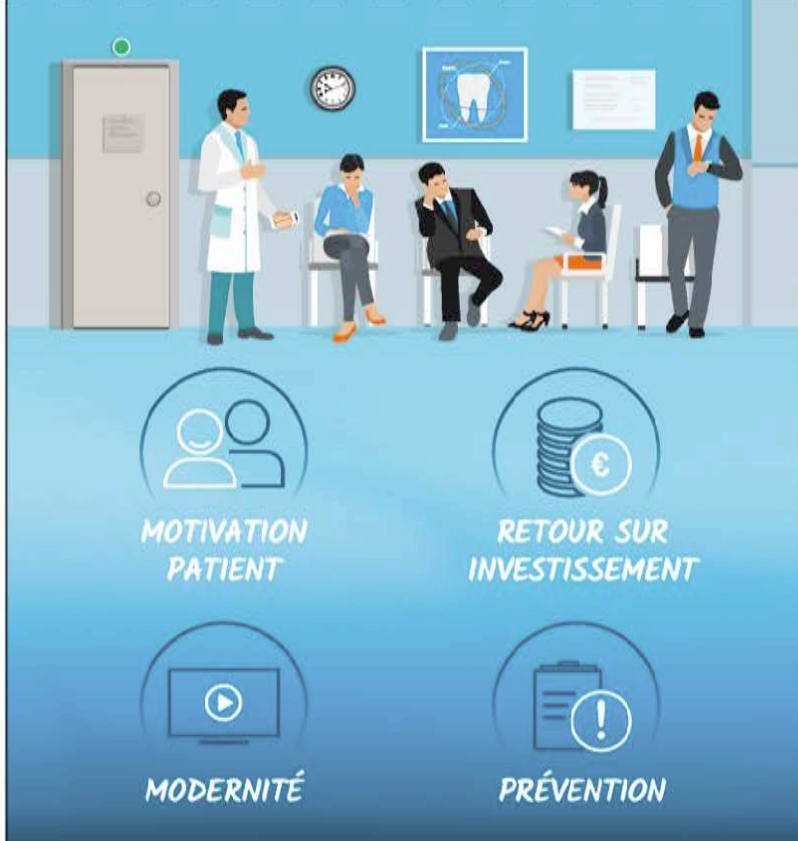 MOTIVATION
PATIENT
RETOUR SUR
INVESTISSEMENT
€
MODERNITÉ
PRÉVENTION
!